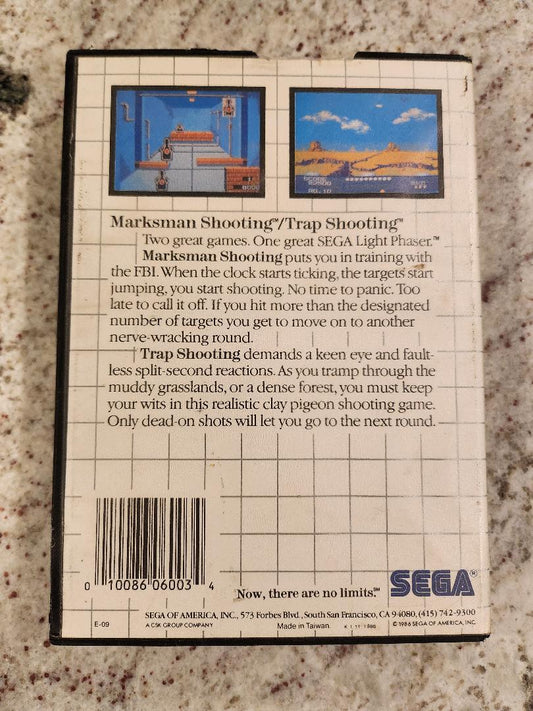 Marksman Shooting™/Trap Shooting™
Two great games. One great SEGA Light Phaser.™
Marksman Shooting puts you in training with
the FBI. When the clock starts ticking, the targets start
jumping, you start shooting. No time to panic. Too
late to call it off. If you hit more than the designated
number of targets you get to move on to another
nerve-wracking round.
Trap Shooting demands a keen eye and fault-
less split-second reactions. As you tramp through the
muddy grasslands, or a dense forest, you must keep
your wits in this realistic clay pigeon shooting game.
Only dead-on shots will let you go to the next round.
0 10086 06003 4
Now, there are no limits.™
SEGA®
SEGA OF AMERICA, INC., 573 Forbes Blvd., South San Francisco, CA 94080, (415) 742-9300
E-09
A CSK GROUP COMPANY
Made in Taiwan.
© 1986 SEGA OF AMERICA, INC.